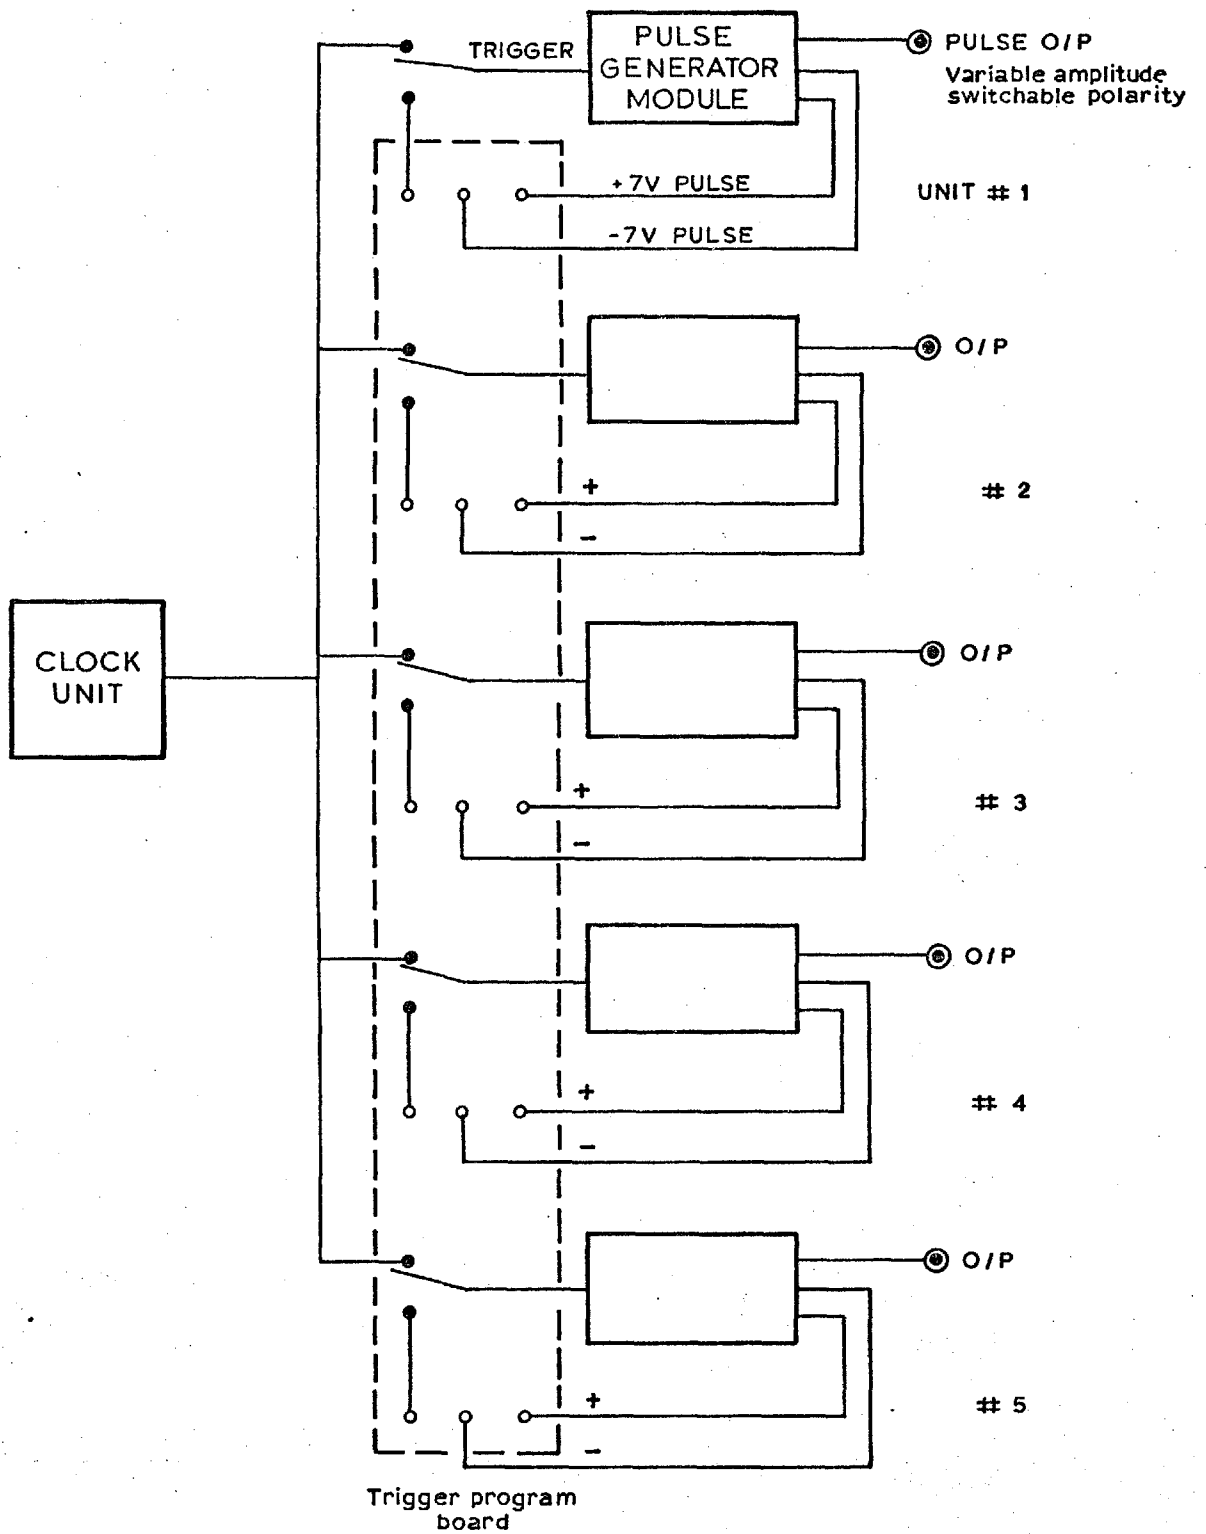 TRIGGER
PULSE
GENERATOR
MODULE
PULSE O/P
Variable amplitude
switchable polarity
+7V PULSE
UNIT # 1
-7V PULSE
O/P
+
# 2
-
CLOCK
UNIT
O/P
+
# 3
-
O/P
+
# 4
-
O/P
+
# 5
-
Trigger program
board